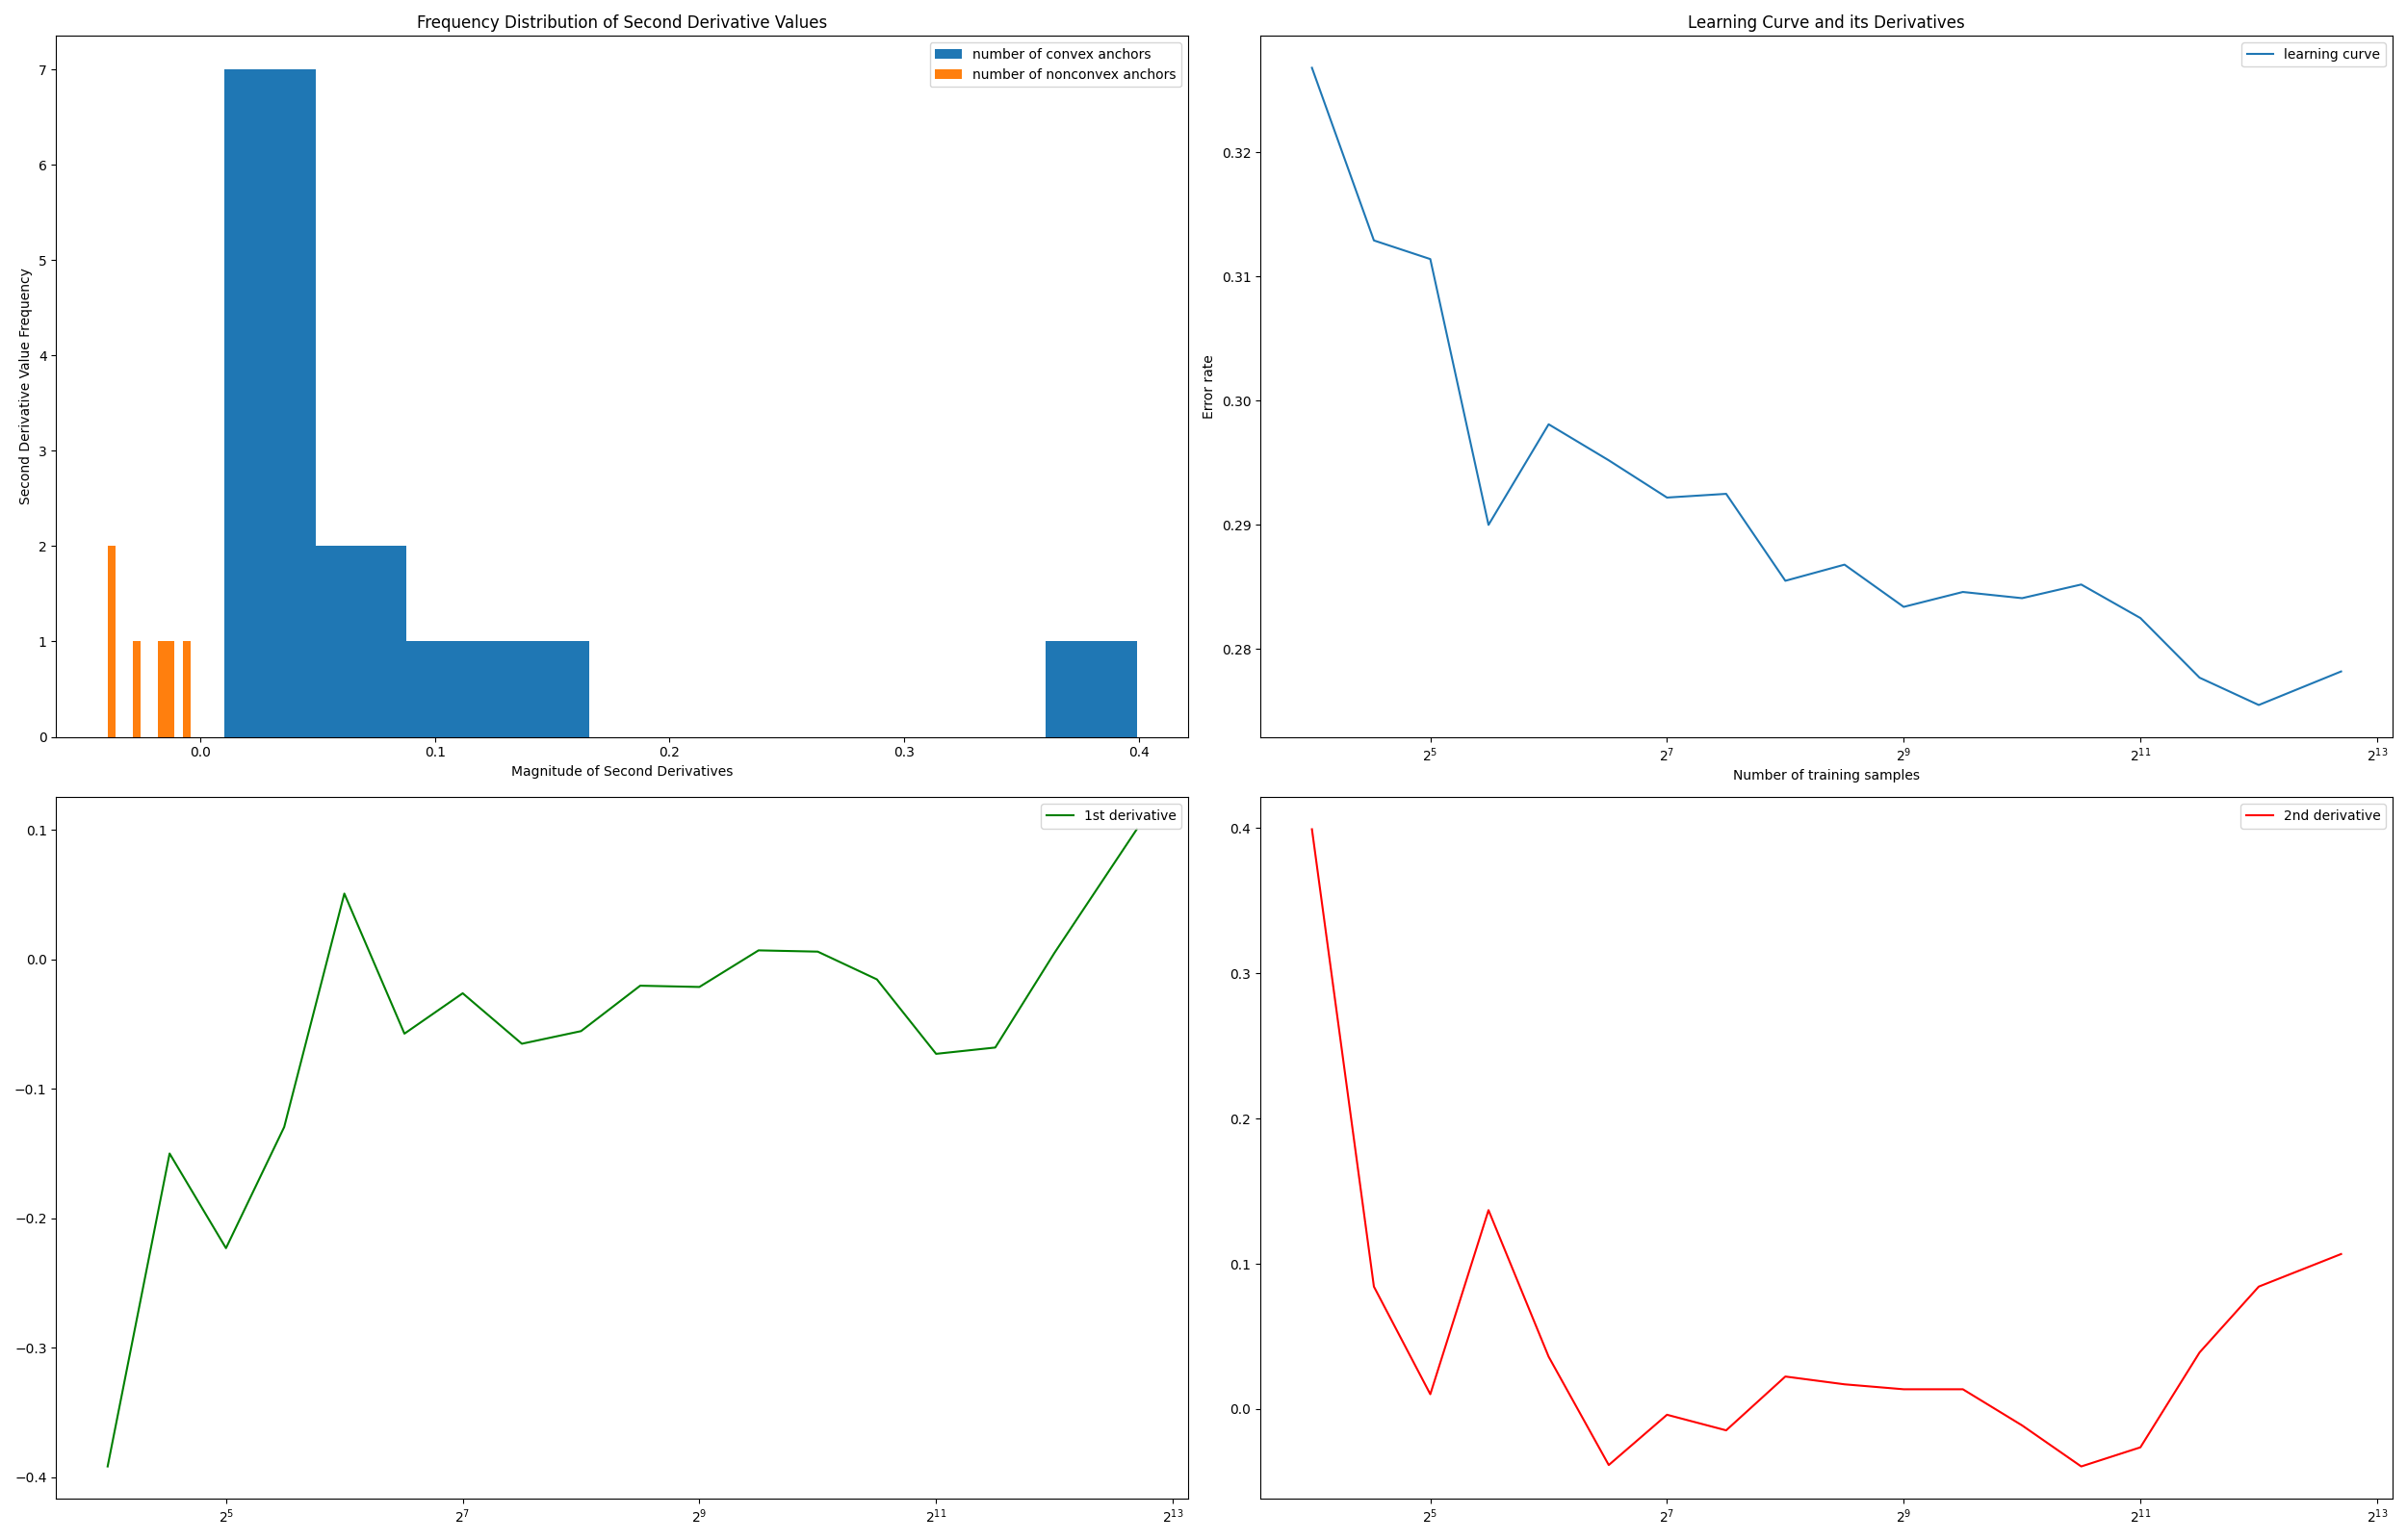 Frequency Distribution of Second Derivative Values
number of convex anchors
number of nonconvex anchors
7
6
5
4
3
2
1
0
Second Derivative Value Frequency
0.0 0.1 0.2 0.3 0.4
Magnitude of Second Derivatives
Learning Curve and its Derivatives
learning curve
0.32
0.31
0.30
0.29
0.28
Error rate
2⁵ 2⁷ 2⁹ 2¹¹ 2¹³
Number of training samples
1st derivative
0.1
0.0
−0.1
−0.2
−0.3
−0.4
2⁵ 2⁷ 2⁹ 2¹¹ 2¹³
2nd derivative
0.4
0.3
0.2
0.1
0.0
2⁵ 2⁷ 2⁹ 2¹¹ 2¹³